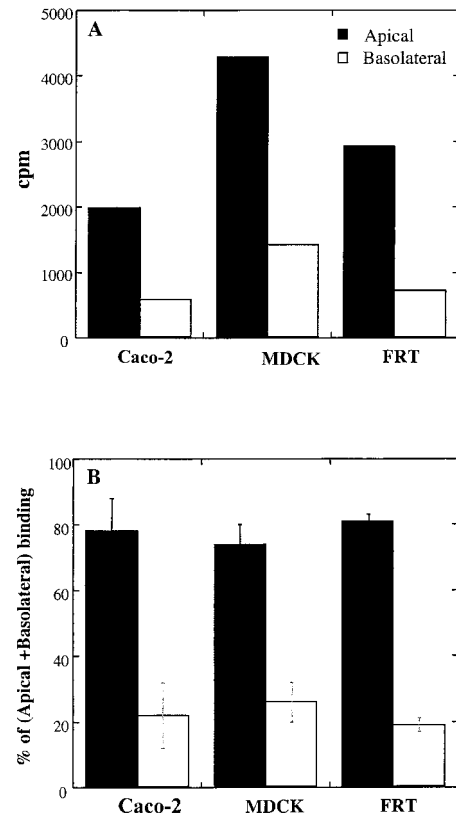 A
5000
4000
3000
2000
1000
0
cpm
Apical
Basolateral
Caco-2 MDCK FRT
B
100
80
60
40
20
0
% of (Apical +Basolateral) binding
Caco-2 MDCK FRT